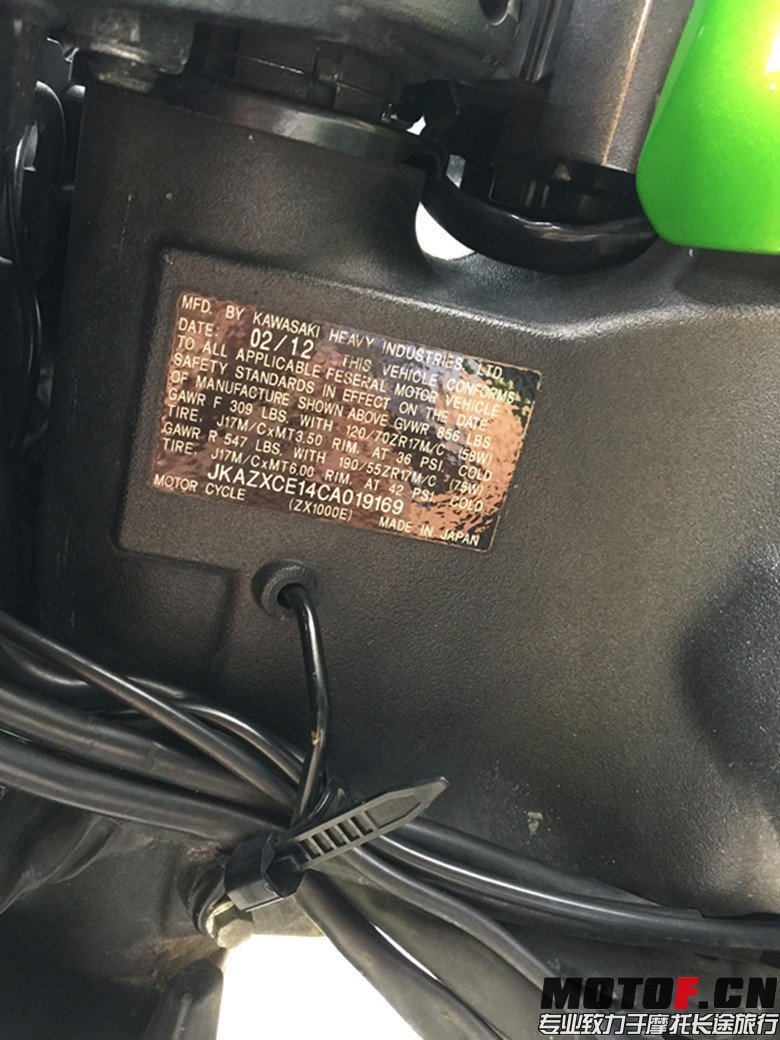 MFD. BY KAWASAKI HEAVY INDUSTRIES LTD
DATE: 02/12 THIS VEHICLE CONFORMS
TO ALL APPLICABLE FESERAL MOTOR VEHICLE
SAFETY STANDARDS IN EFFECT ON THE DATE
OF MANUFACTURE SHOWN ABOVE GVWR 856 LBS
GAWR F 309 LBS. WITH 120/70ZR17M/C (58W)
TIRE, J17M/CxMT3.50 RIM. AT 36 PSI. COLD
GAWR R 547 LBS. WITH 190/55ZR17M/C (75W)
TIRE, J17M/CxMT6.00 RIM. AT 42 PSI. COLD
JKAZXCE14CA019169
MOTOR CYCLE (ZX1000E) MADE IN JAPAN
MOTOF.CN
专业致力于摩托长途旅行